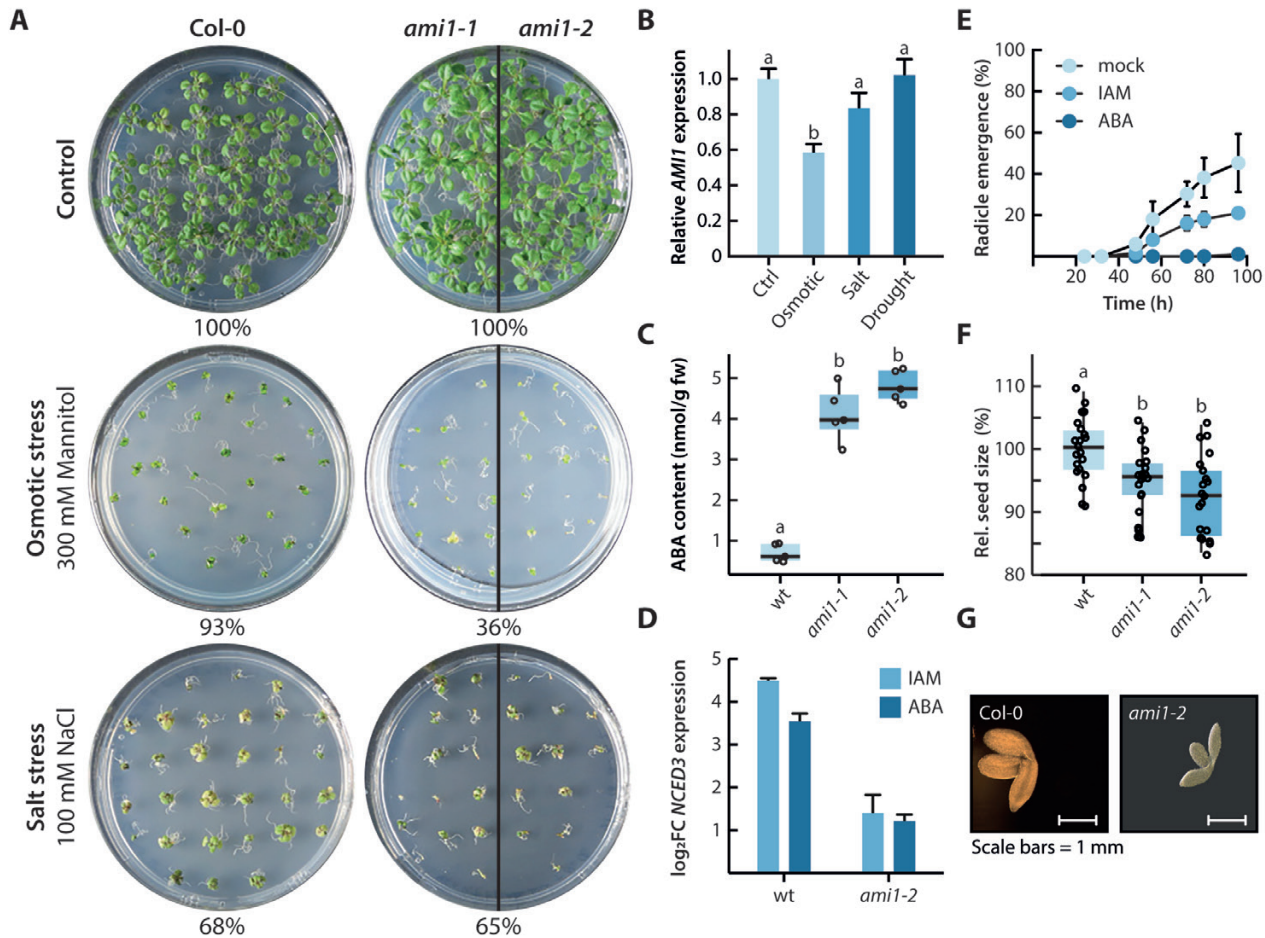 A
Col-0
ami1-1
ami1-2
Control
100%
100%
Osmotic stress
300 mM Mannitol
93%
36%
Salt stress
100 mM NaCl
68%
65%
B
Relative AMI1 expression
1.0
0.8
0.6
0.4
0.2
0
a
b
a
a
Ctrl
Osmotic
Salt
Drought
C
ABA content (nmol/g fw)
5
4
3
2
1
a
b
b
wt
ami1-1
ami1-2
D
log₂FC NCED3 expression
5
4
3
2
1
IAM
ABA
wt
ami1-2
E
Radicle emergence (%)
100
80
60
40
20
mock
IAM
ABA
20
40
60
80
100
Time (h)
F
Rel. seed size (%)
110
100
90
80
a
b
b
wt
ami1-1
ami1-2
G
Col-0
ami1-2
Scale bars = 1 mm